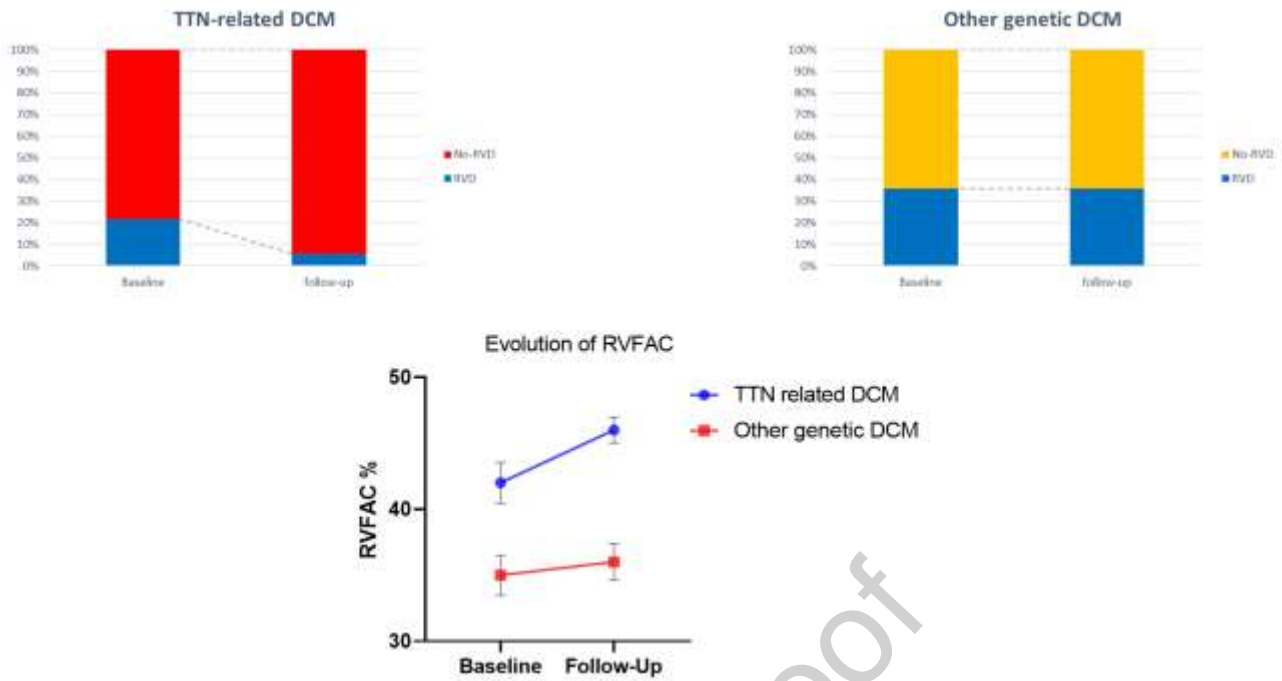 TTN-related DCM
100%
90%
80%
70%
60%
50%
40%
30%
20%
10%
0%
Baseline
follow-up
No-RVD
RVD
Other genetic DCM
100%
90%
80%
70%
60%
50%
40%
30%
20%
10%
0%
Baseline
follow-up
No-RVD
RVD
Evolution of RVFAC
50
40
30
RVFAC %
Baseline
Follow-Up
TTN related DCM
Other genetic DCM
oof